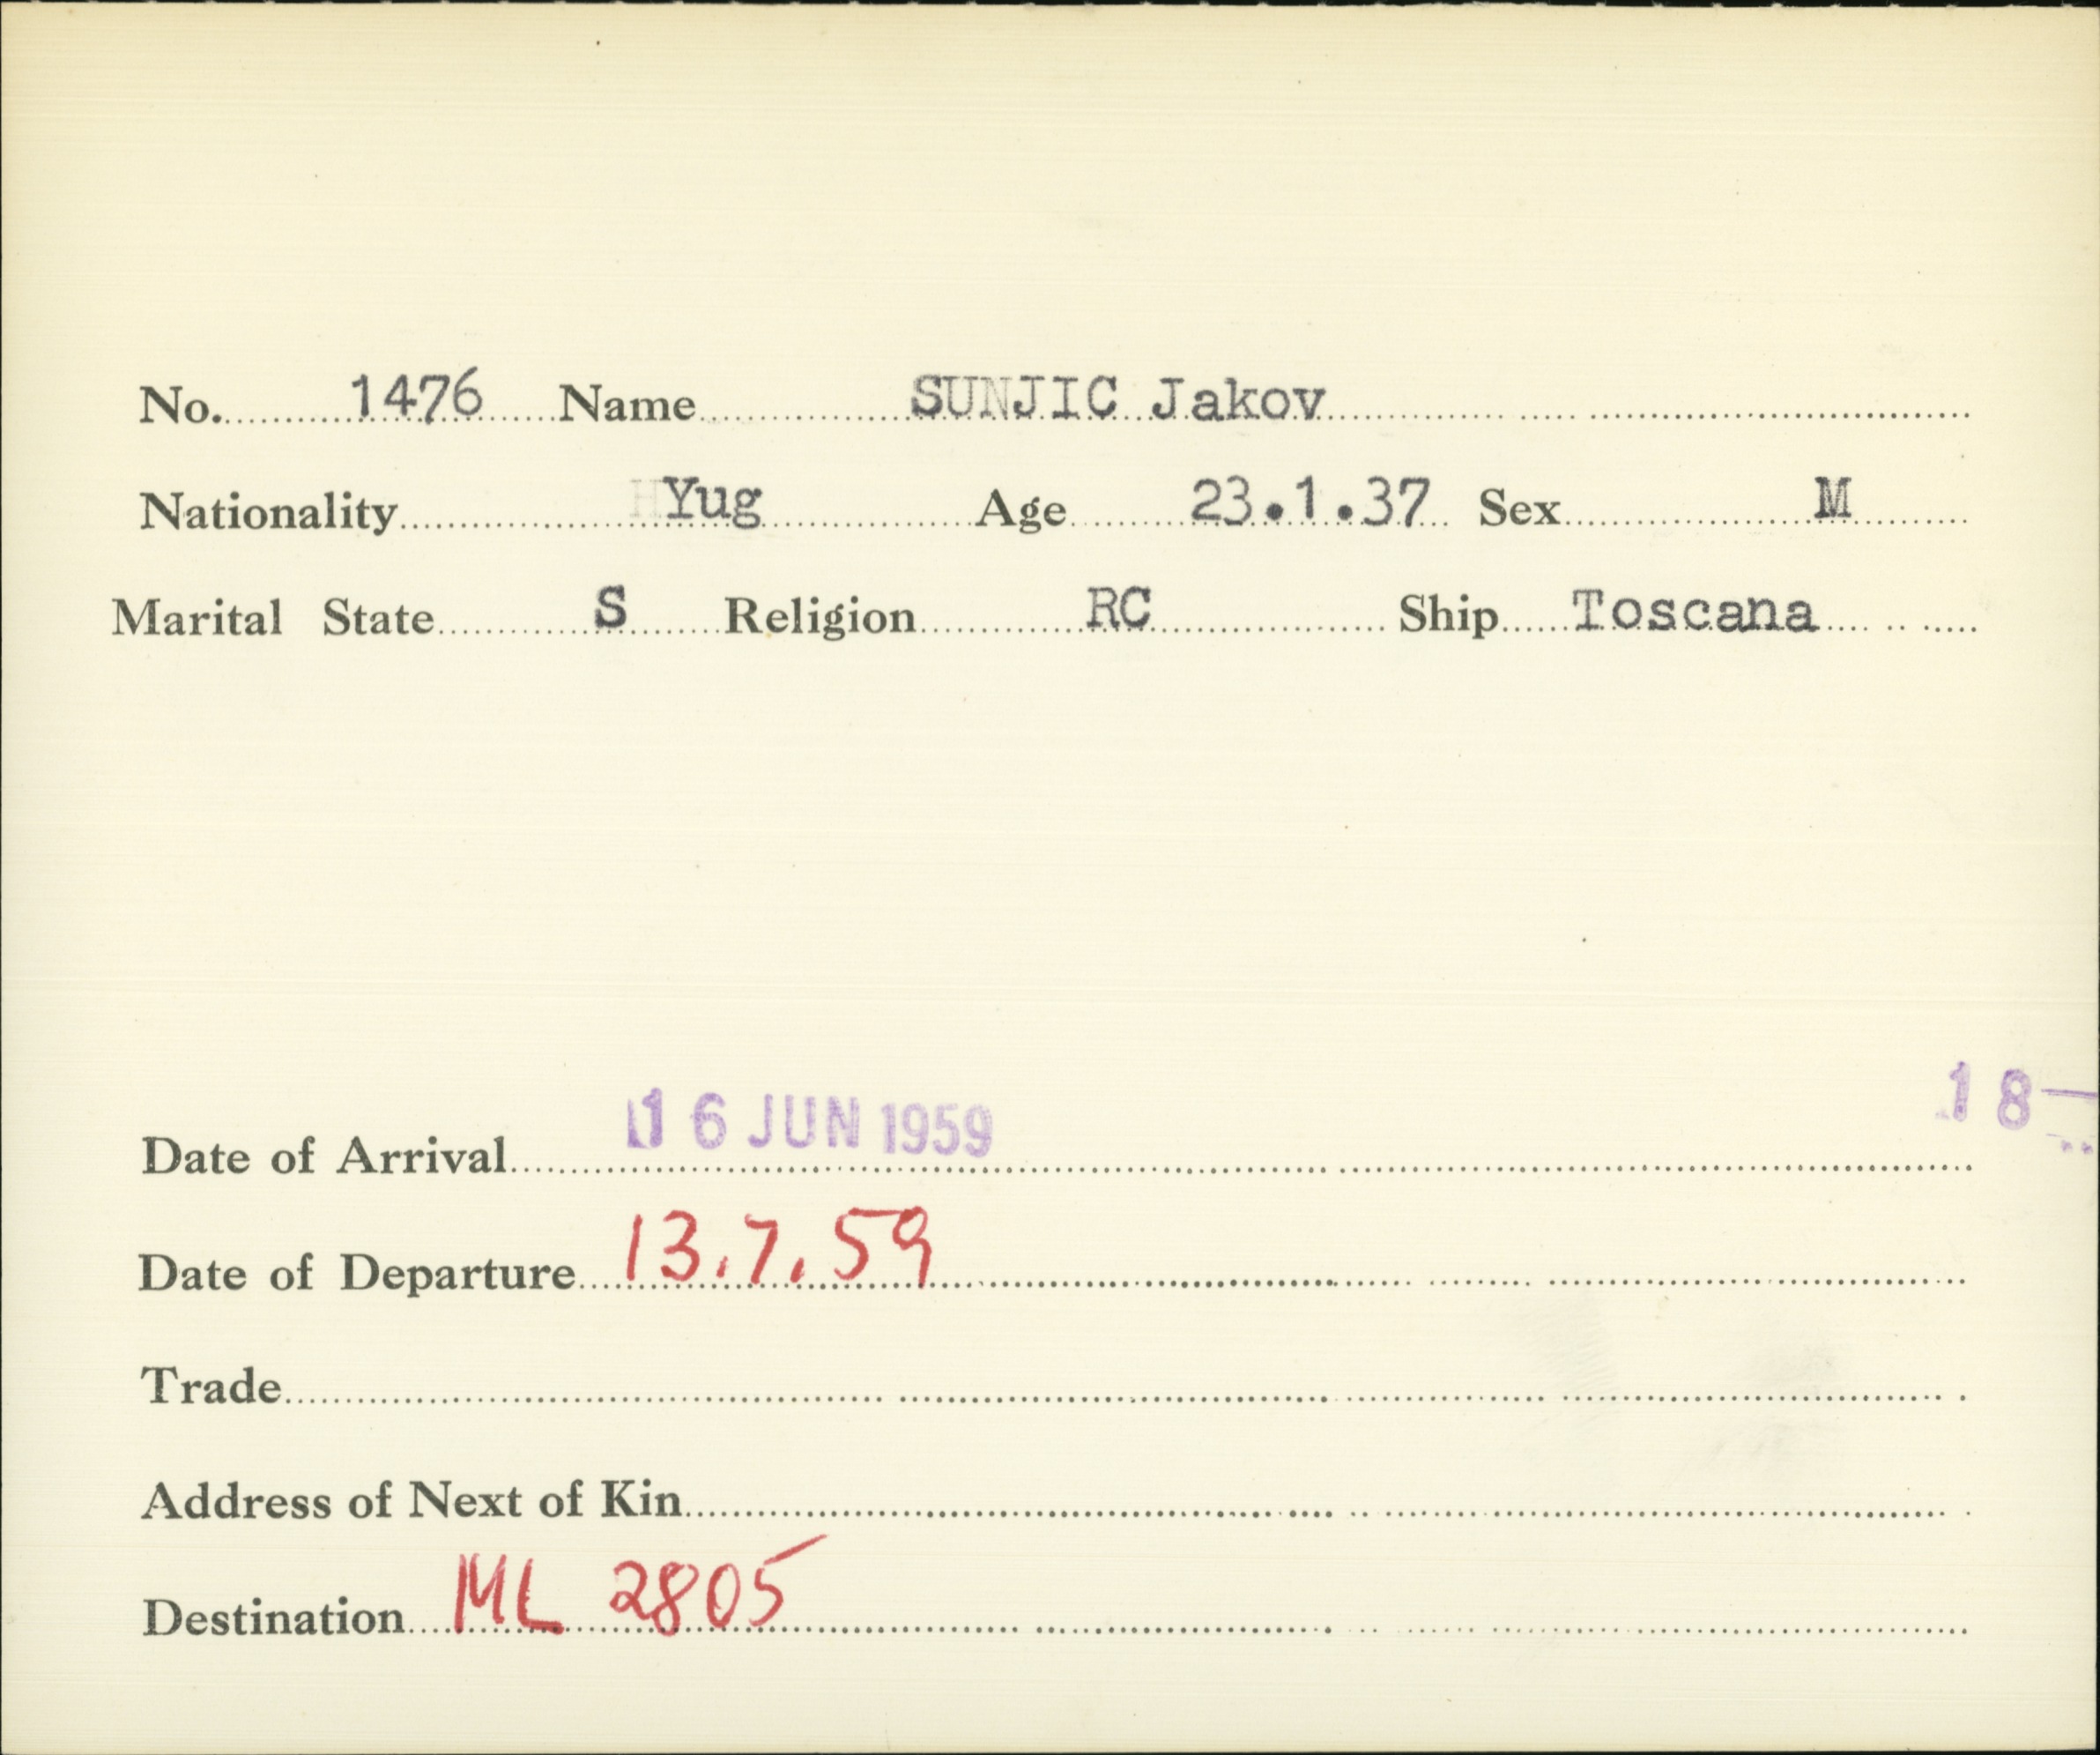 No. 1476 Name SUNJIC Jakov
Nationality Yug Age 23.1.37 Sex M
Marital State S Religion RC Ship Toscana
18
Date of Arrival 16 JUN 1959
Date of Departure 13.7.59
Trade
Address of Next of Kin
Destination ML 2805